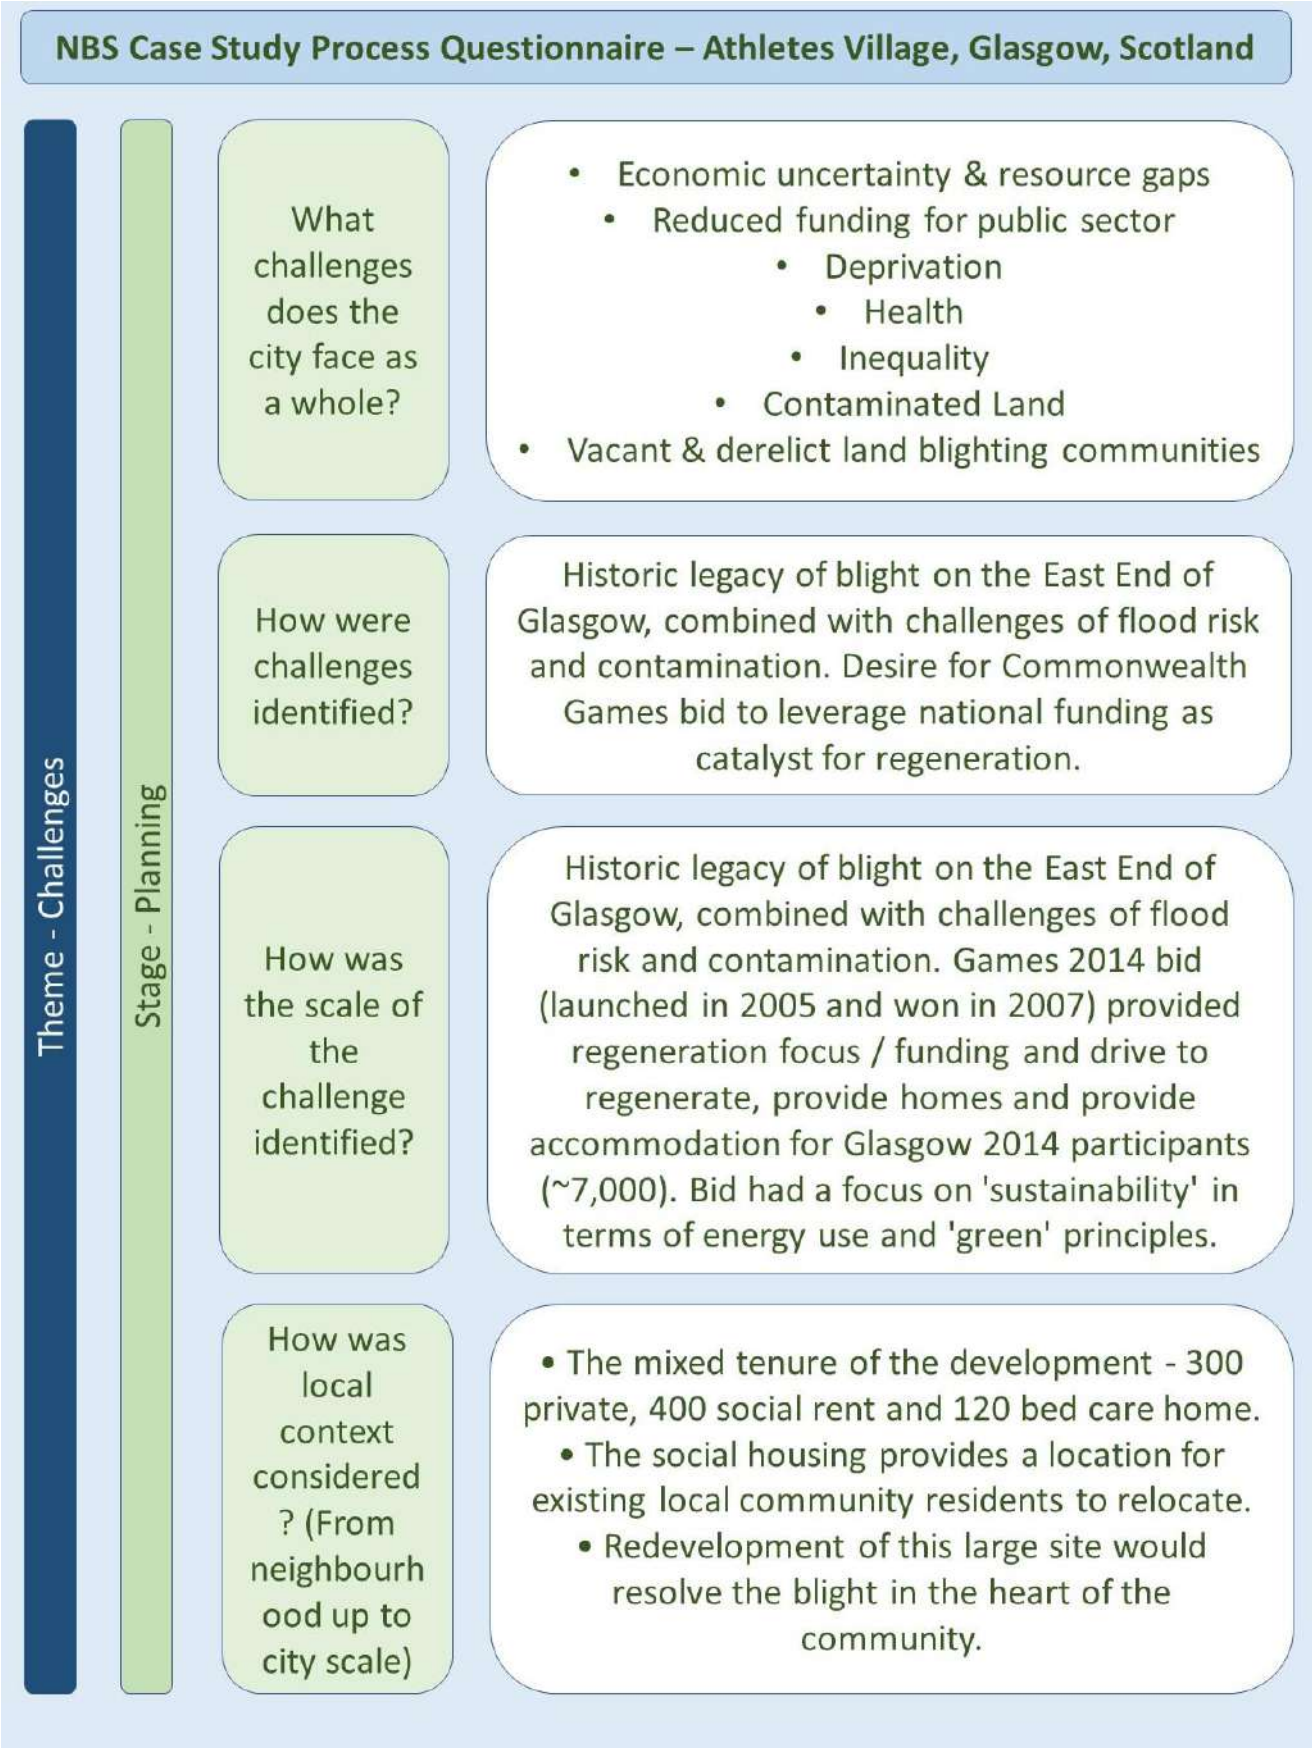 NBS Case Study Process Questionnaire – Athletes Village, Glasgow, Scotland
Theme - Challenges
Stage - Planning
What
challenges
does the
city face as
a whole?
• Economic uncertainty & resource gaps
• Reduced funding for public sector
• Deprivation
• Health
• Inequality
• Contaminated Land
• Vacant & derelict land blighting communities
How were
challenges
identified?
Historic legacy of blight on the East End of
Glasgow, combined with challenges of flood risk
and contamination. Desire for Commonwealth
Games bid to leverage national funding as
catalyst for regeneration.
How was
the scale of
the
challenge
identified?
Historic legacy of blight on the East End of
Glasgow, combined with challenges of flood
risk and contamination. Games 2014 bid
(launched in 2005 and won in 2007) provided
regeneration focus / funding and drive to
regenerate, provide homes and provide
accommodation for Glasgow 2014 participants
(~7,000). Bid had a focus on 'sustainability' in
terms of energy use and 'green' principles.
How was
local
context
considered
? (From
neighbourh
ood up to
city scale)
• The mixed tenure of the development - 300
private, 400 social rent and 120 bed care home.
• The social housing provides a location for
existing local community residents to relocate.
• Redevelopment of this large site would
resolve the blight in the heart of the
community.